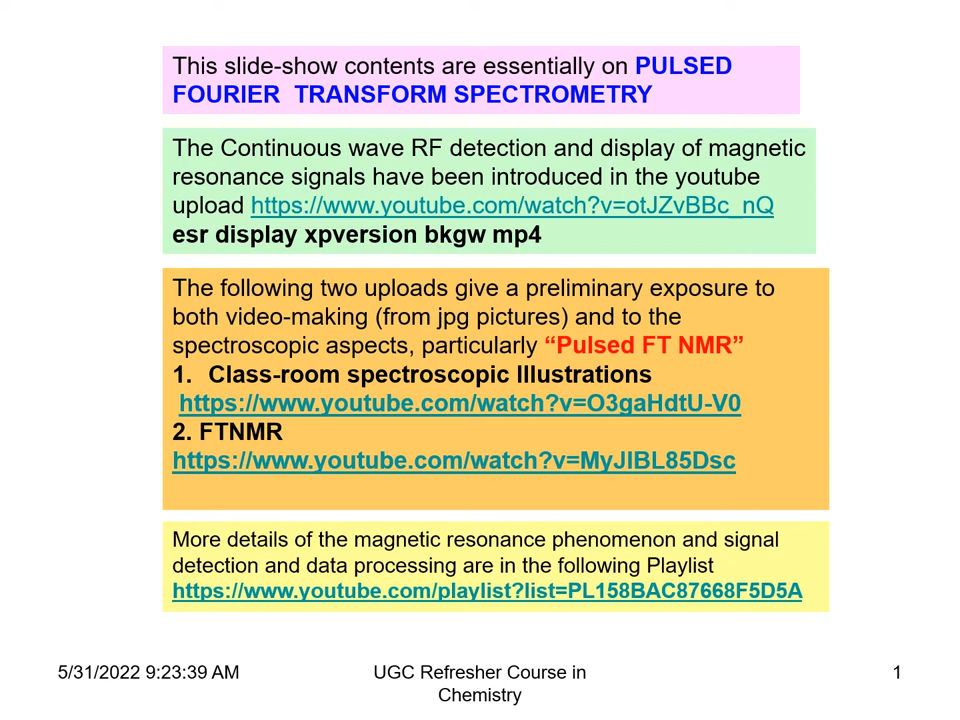 This slide-show contents are essentially on PULSED
FOURIER TRANSFORM SPECTROMETRY
The Continuous wave RF detection and display of magnetic
resonance signals have been introduced in the youtube
upload https://www.youtube.com/watch?v=otJZvBBc_nQ
esr display xpversion bkgw mp4
The following two uploads give a preliminary exposure to
both video-making (from jpg pictures) and to the
spectroscopic aspects, particularly “Pulsed FT NMR”
1. Class-room spectroscopic Illustrations
https://www.youtube.com/watch?v=O3gaHdtU-V0
2. FTNMR
https://www.youtube.com/watch?v=MyJIBL85Dsc
More details of the magnetic resonance phenomenon and signal
detection and data processing are in the following Playlist
https://www.youtube.com/playlist?list=PL158BAC87668F5D5A
5/31/2022 9:23:39 AM
UGC Refresher Course in
Chemistry
1